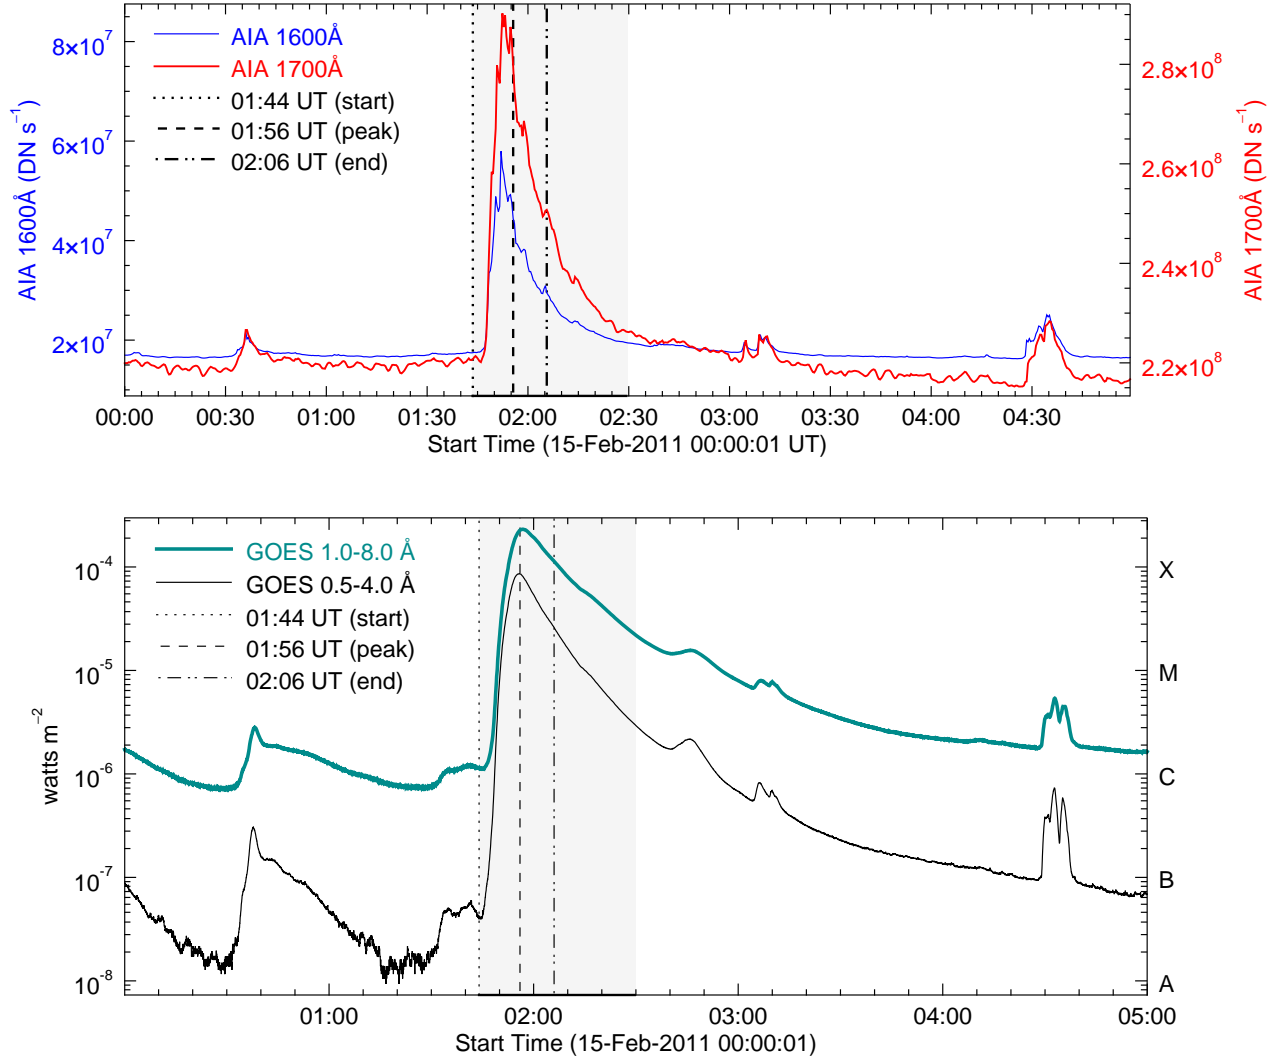 AIA 1600Å
AIA 1700Å
01:44 UT (start)
01:56 UT (peak)
02:06 UT (end)
8×10⁷
6×10⁷
4×10⁷
2×10⁷
AIA 1600Å (DN s⁻¹)
2.8×10⁸
2.6×10⁸
2.4×10⁸
2.2×10⁸
AIA 1700Å (DN s⁻¹)
00:00 00:30 01:00 01:30 02:00 02:30 03:00 03:30 04:00 04:30
Start Time (15-Feb-2011 00:00:01 UT)
GOES 1.0-8.0 Å
GOES 0.5-4.0 Å
01:44 UT (start)
01:56 UT (peak)
02:06 UT (end)
10⁻⁴
10⁻⁵
10⁻⁶
10⁻⁷
10⁻⁸
watts m⁻²
X
M
C
B
A
01:00 02:00 03:00 04:00 05:00
Start Time (15-Feb-2011 00:00:01)